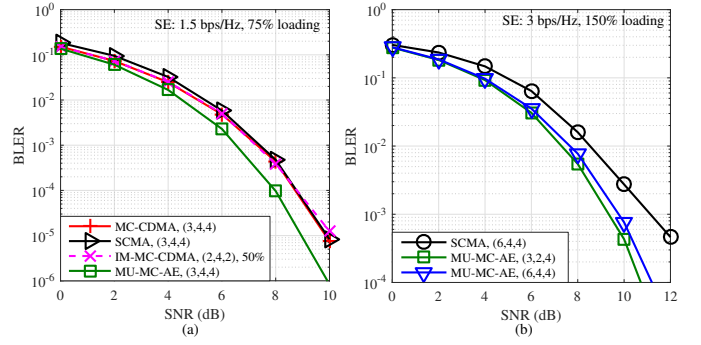 SE: 1.5 bps/Hz, 75% loading
10^0
10^-1
10^-2
10^-3
10^-4
10^-5
10^-6
BLER
MC-CDMA, (3,4,4)
SCMA, (3,4,4)
IM-MC-CDMA, (2,4,2), 50%
MU-MC-AE, (3,4,4)
0 2 4 6 8 10
SNR (dB)
(a)
SE: 3 bps/Hz, 150% loading
10^0
10^-1
10^-2
10^-3
10^-4
BLER
SCMA, (6,4,4)
MU-MC-AE, (3,2,4)
MU-MC-AE, (6,4,4)
0 2 4 6 8 10 12
SNR (dB)
(b)